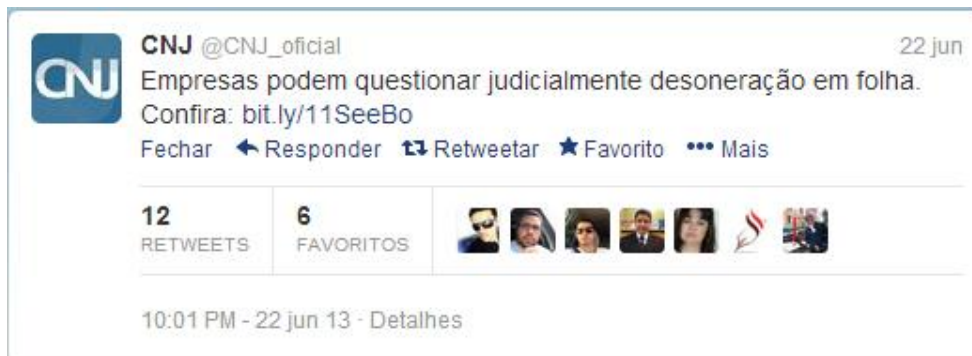 CNJ
CNJ @CNJ_oficial 22 jun
Empresas podem questionar judicialmente desoneração em folha.
Confira: bit.ly/11SeeBo
Fechar Responder Retweetar Favorito ••• Mais
12 6
RETWEETS FAVORITOS
10:01 PM - 22 jun 13 · Detalhes